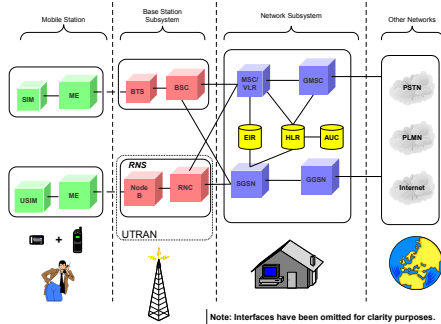 Mobile Station
Base Station
Subsystem
Network Subsystem
Other Networks
SIM
ME
BTS
BSC
MSC/
VLR
GMSC
PSTN
EIR
HLR
AUC
PLMN
RNS
USIM
ME
Node
B
RNC
SGSN
GGSN
Internet
UTRAN
+
Note: Interfaces have been omitted for clarity purposes.